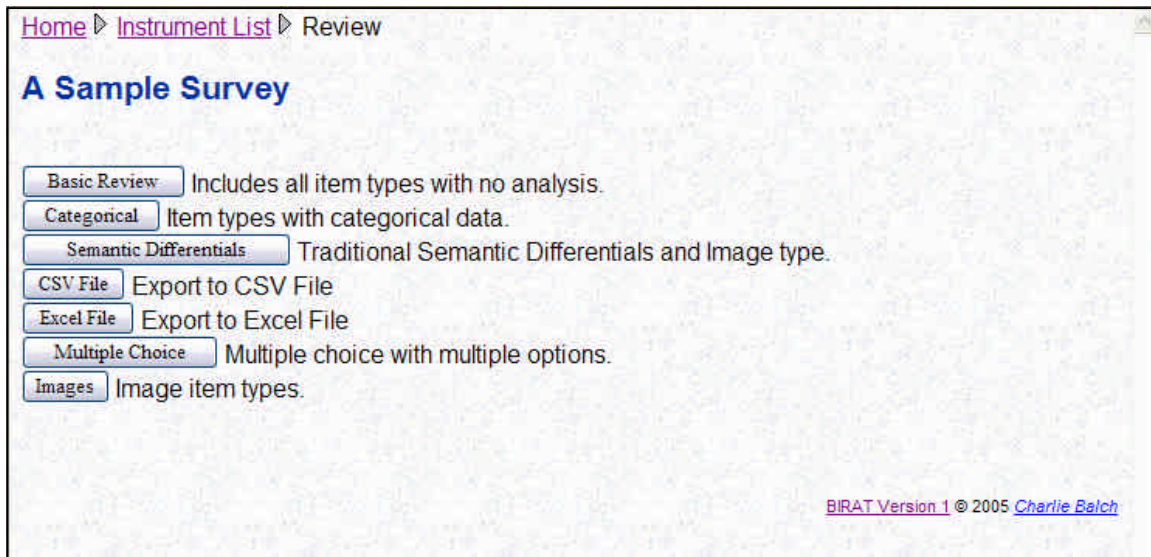 Home Instrument List Review
A Sample Survey
Basic Review Includes all item types with no analysis.
Categorical Item types with categorical data.
Semantic Differentials Traditional Semantic Differentials and Image type.
CSV File Export to CSV File
Excel File Export to Excel File
Multiple Choice Multiple choice with multiple options.
Images Image item types.
BIRAT Version 1 © 2005 Charlie Balch